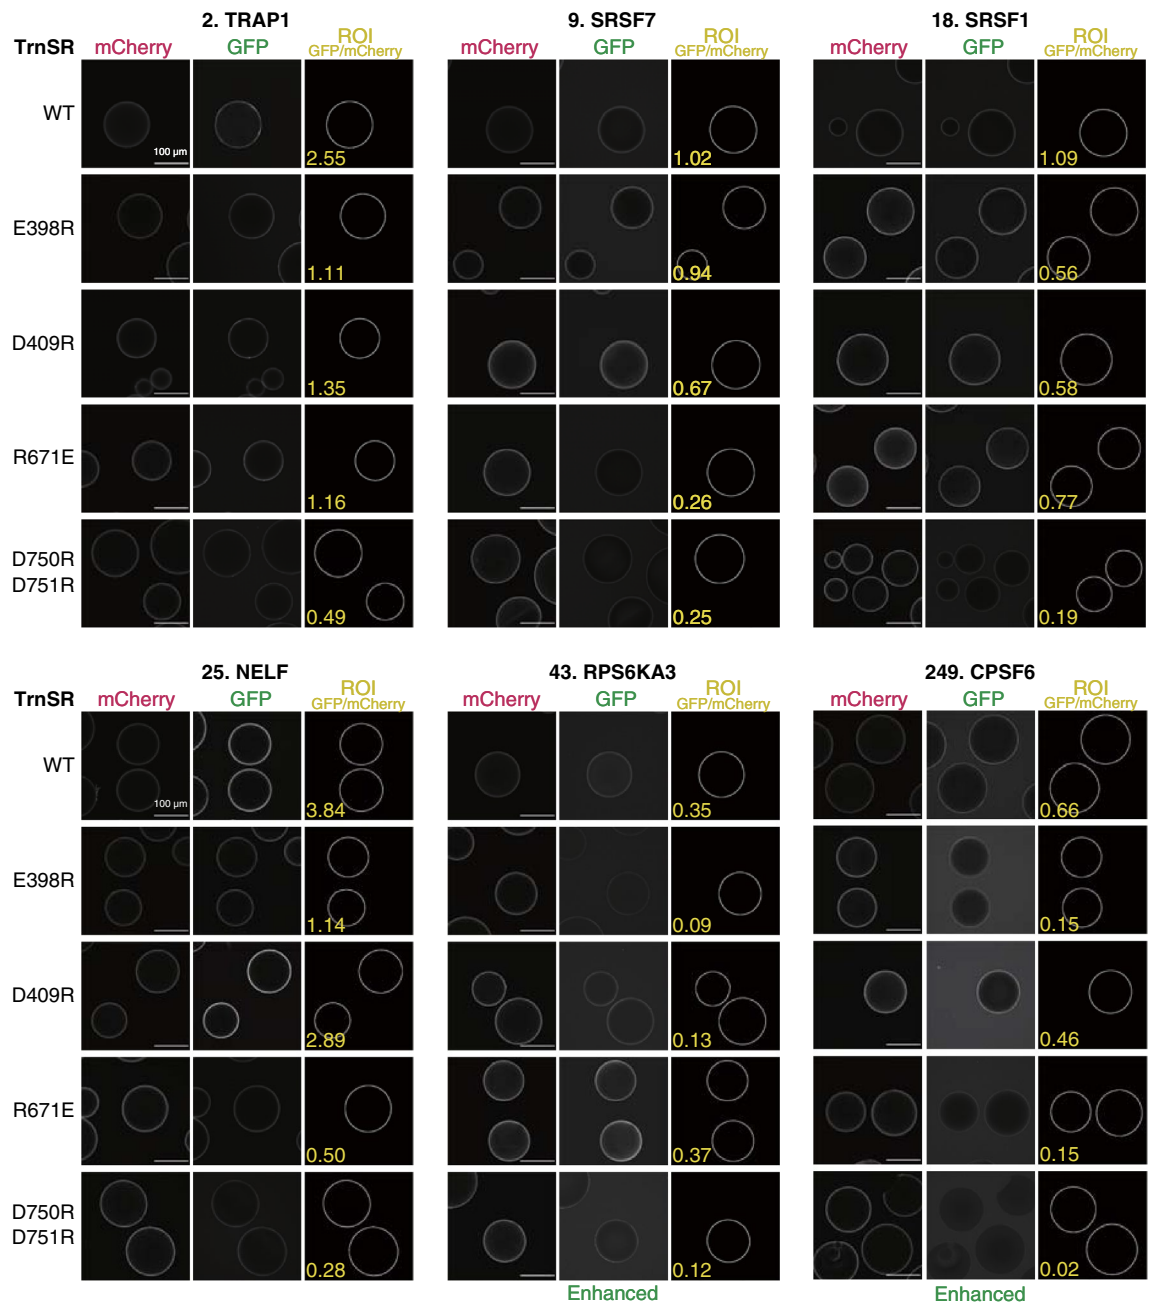 2. TRAP1
9. SRSF7
18. SRSF1
TrnSR mCherry GFP ROI GFP/mCherry
mCherry GFP ROI GFP/mCherry
mCherry GFP ROI GFP/mCherry
WT
100 µm
2.55
1.02
1.09
E398R
1.11
0.94
0.56
D409R
1.35
0.67
0.58
R671E
1.16
0.26
0.77
D750R
D751R
0.49
0.25
0.19
25. NELF
43. RPS6KA3
249. CPSF6
TrnSR mCherry GFP ROI GFP/mCherry
mCherry GFP ROI GFP/mCherry
mCherry GFP ROI GFP/mCherry
WT
100 µm
3.84
0.35
0.66
E398R
1.14
0.09
0.15
D409R
2.89
0.13
0.46
R671E
0.50
0.37
0.15
D750R
D751R
0.28
0.12
0.02
Enhanced
Enhanced